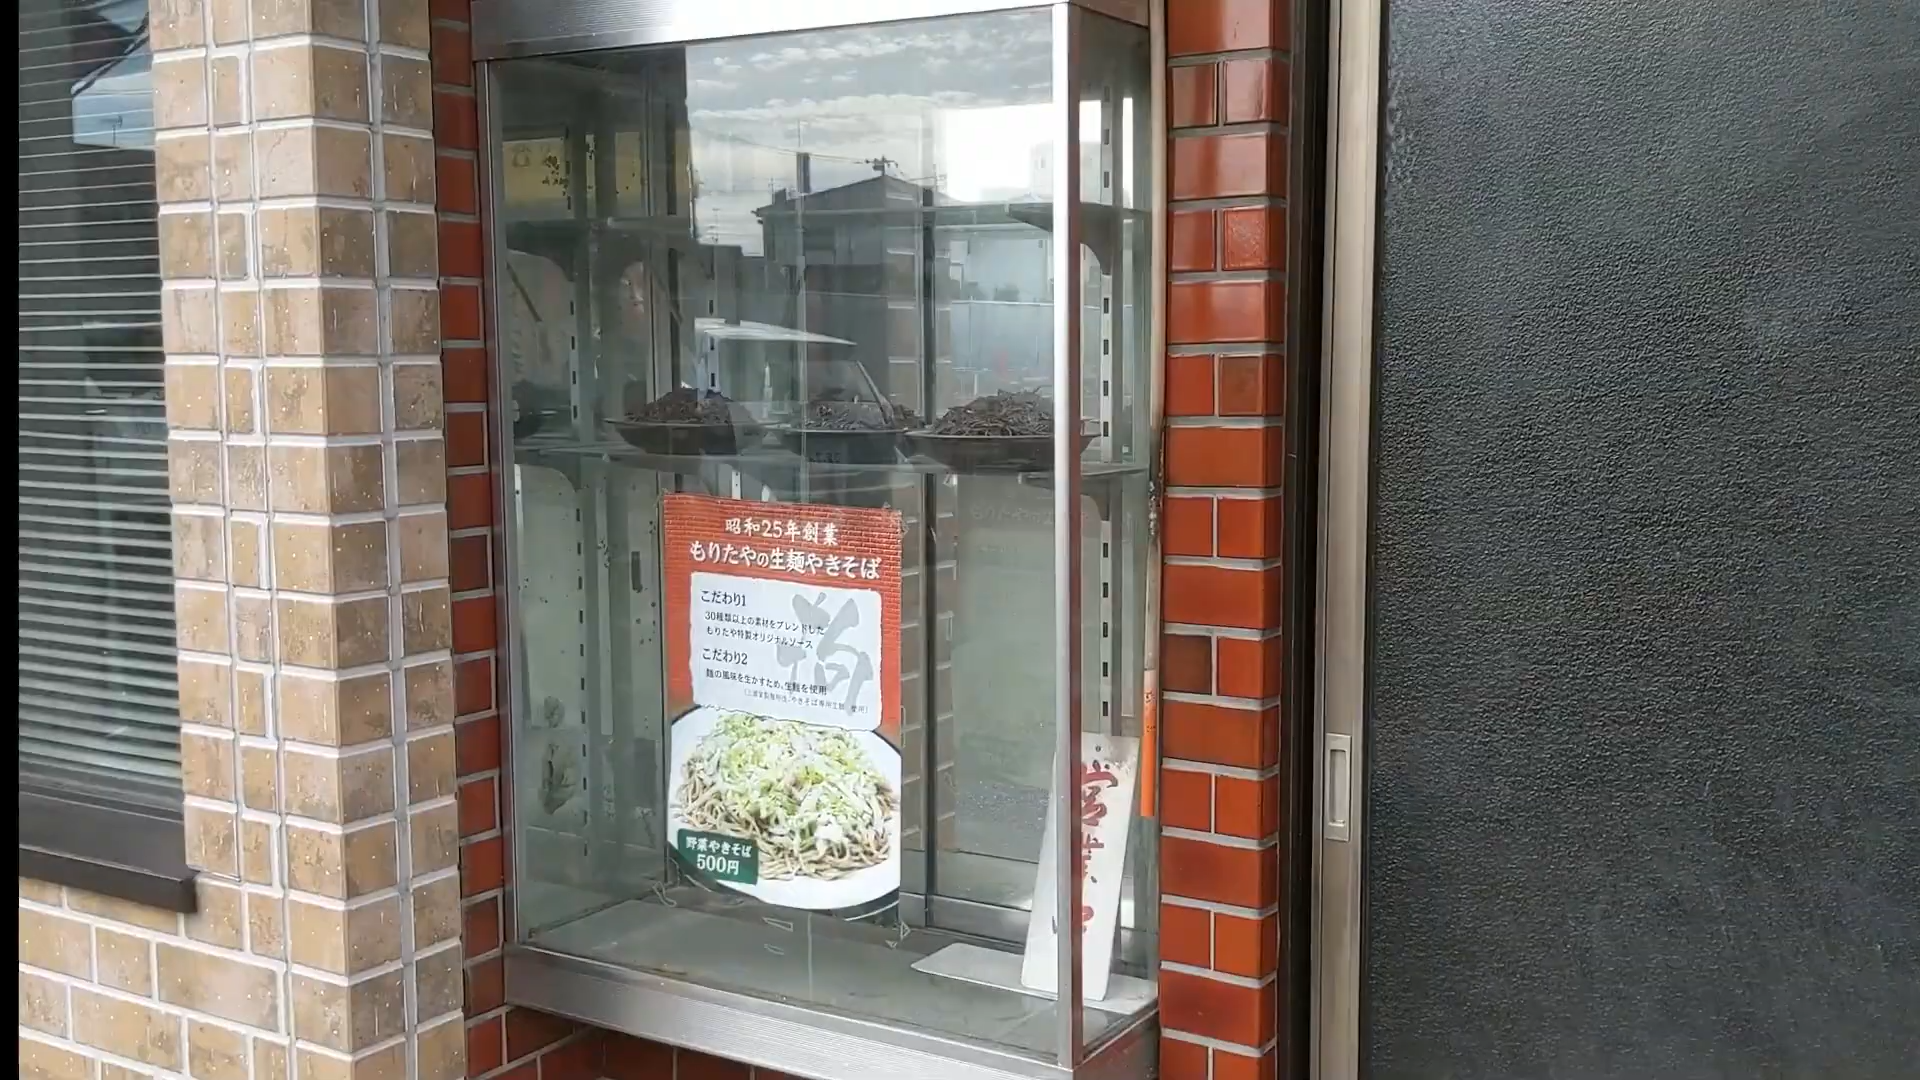 昭和25年創業
もりたやの生麺やきそば
こだわり1
30種類以上の素材をブレンドした
もりたや特製オリジナルソース
こだわり2
麺の風味を生かすため、生麺を使用
野菜やきそば
500円
営業中